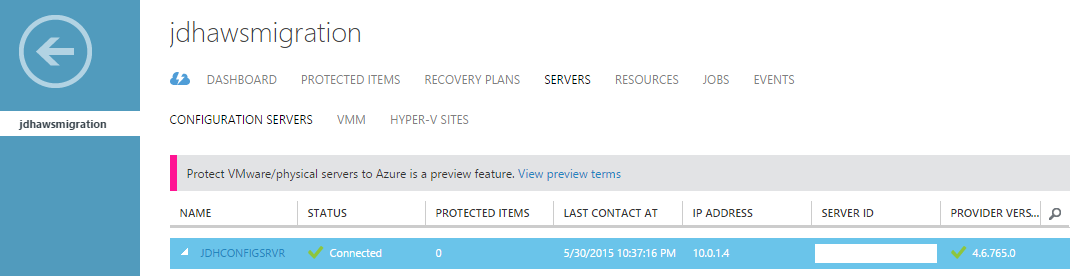 jdhawsmigration
DASHBOARD PROTECTED ITEMS RECOVERY PLANS SERVERS RESOURCES JOBS EVENTS
jdhawsmigration
CONFIGURATION SERVERS VMM HYPER-V SITES
Protect VMware/physical servers to Azure is a preview feature. View preview terms
NAME STATUS PROTECTED ITEMS LAST CONTACT AT IP ADDRESS SERVER ID PROVIDER VERS...
JDHCONFIGSRVR Connected 0 5/30/2015 10:37:16 PM 10.0.1.4 4.6.765.0